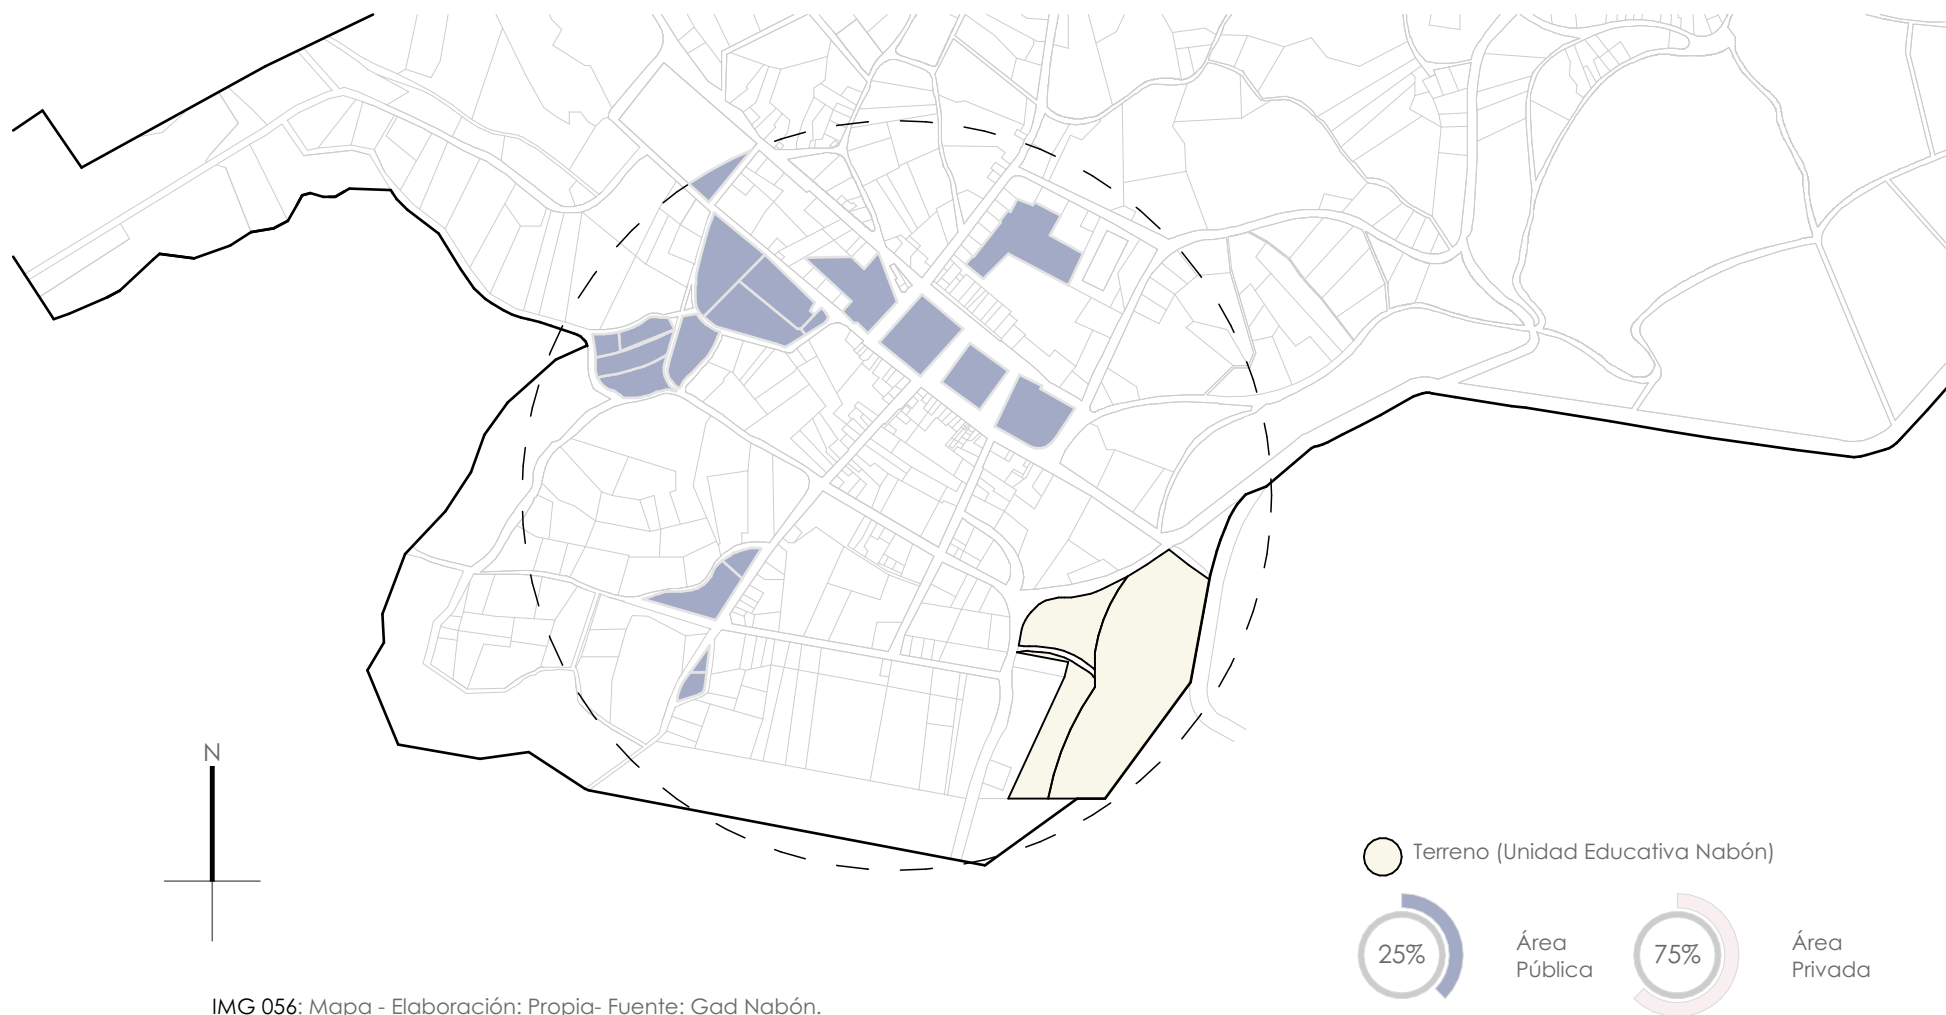 N
Terreno (Unidad Educativa Nabón)
25%
Área
Pública
75%
Área
Privada
IMG 056: Mapa - Elaboración: Propia- Fuente: Gad Nabón.